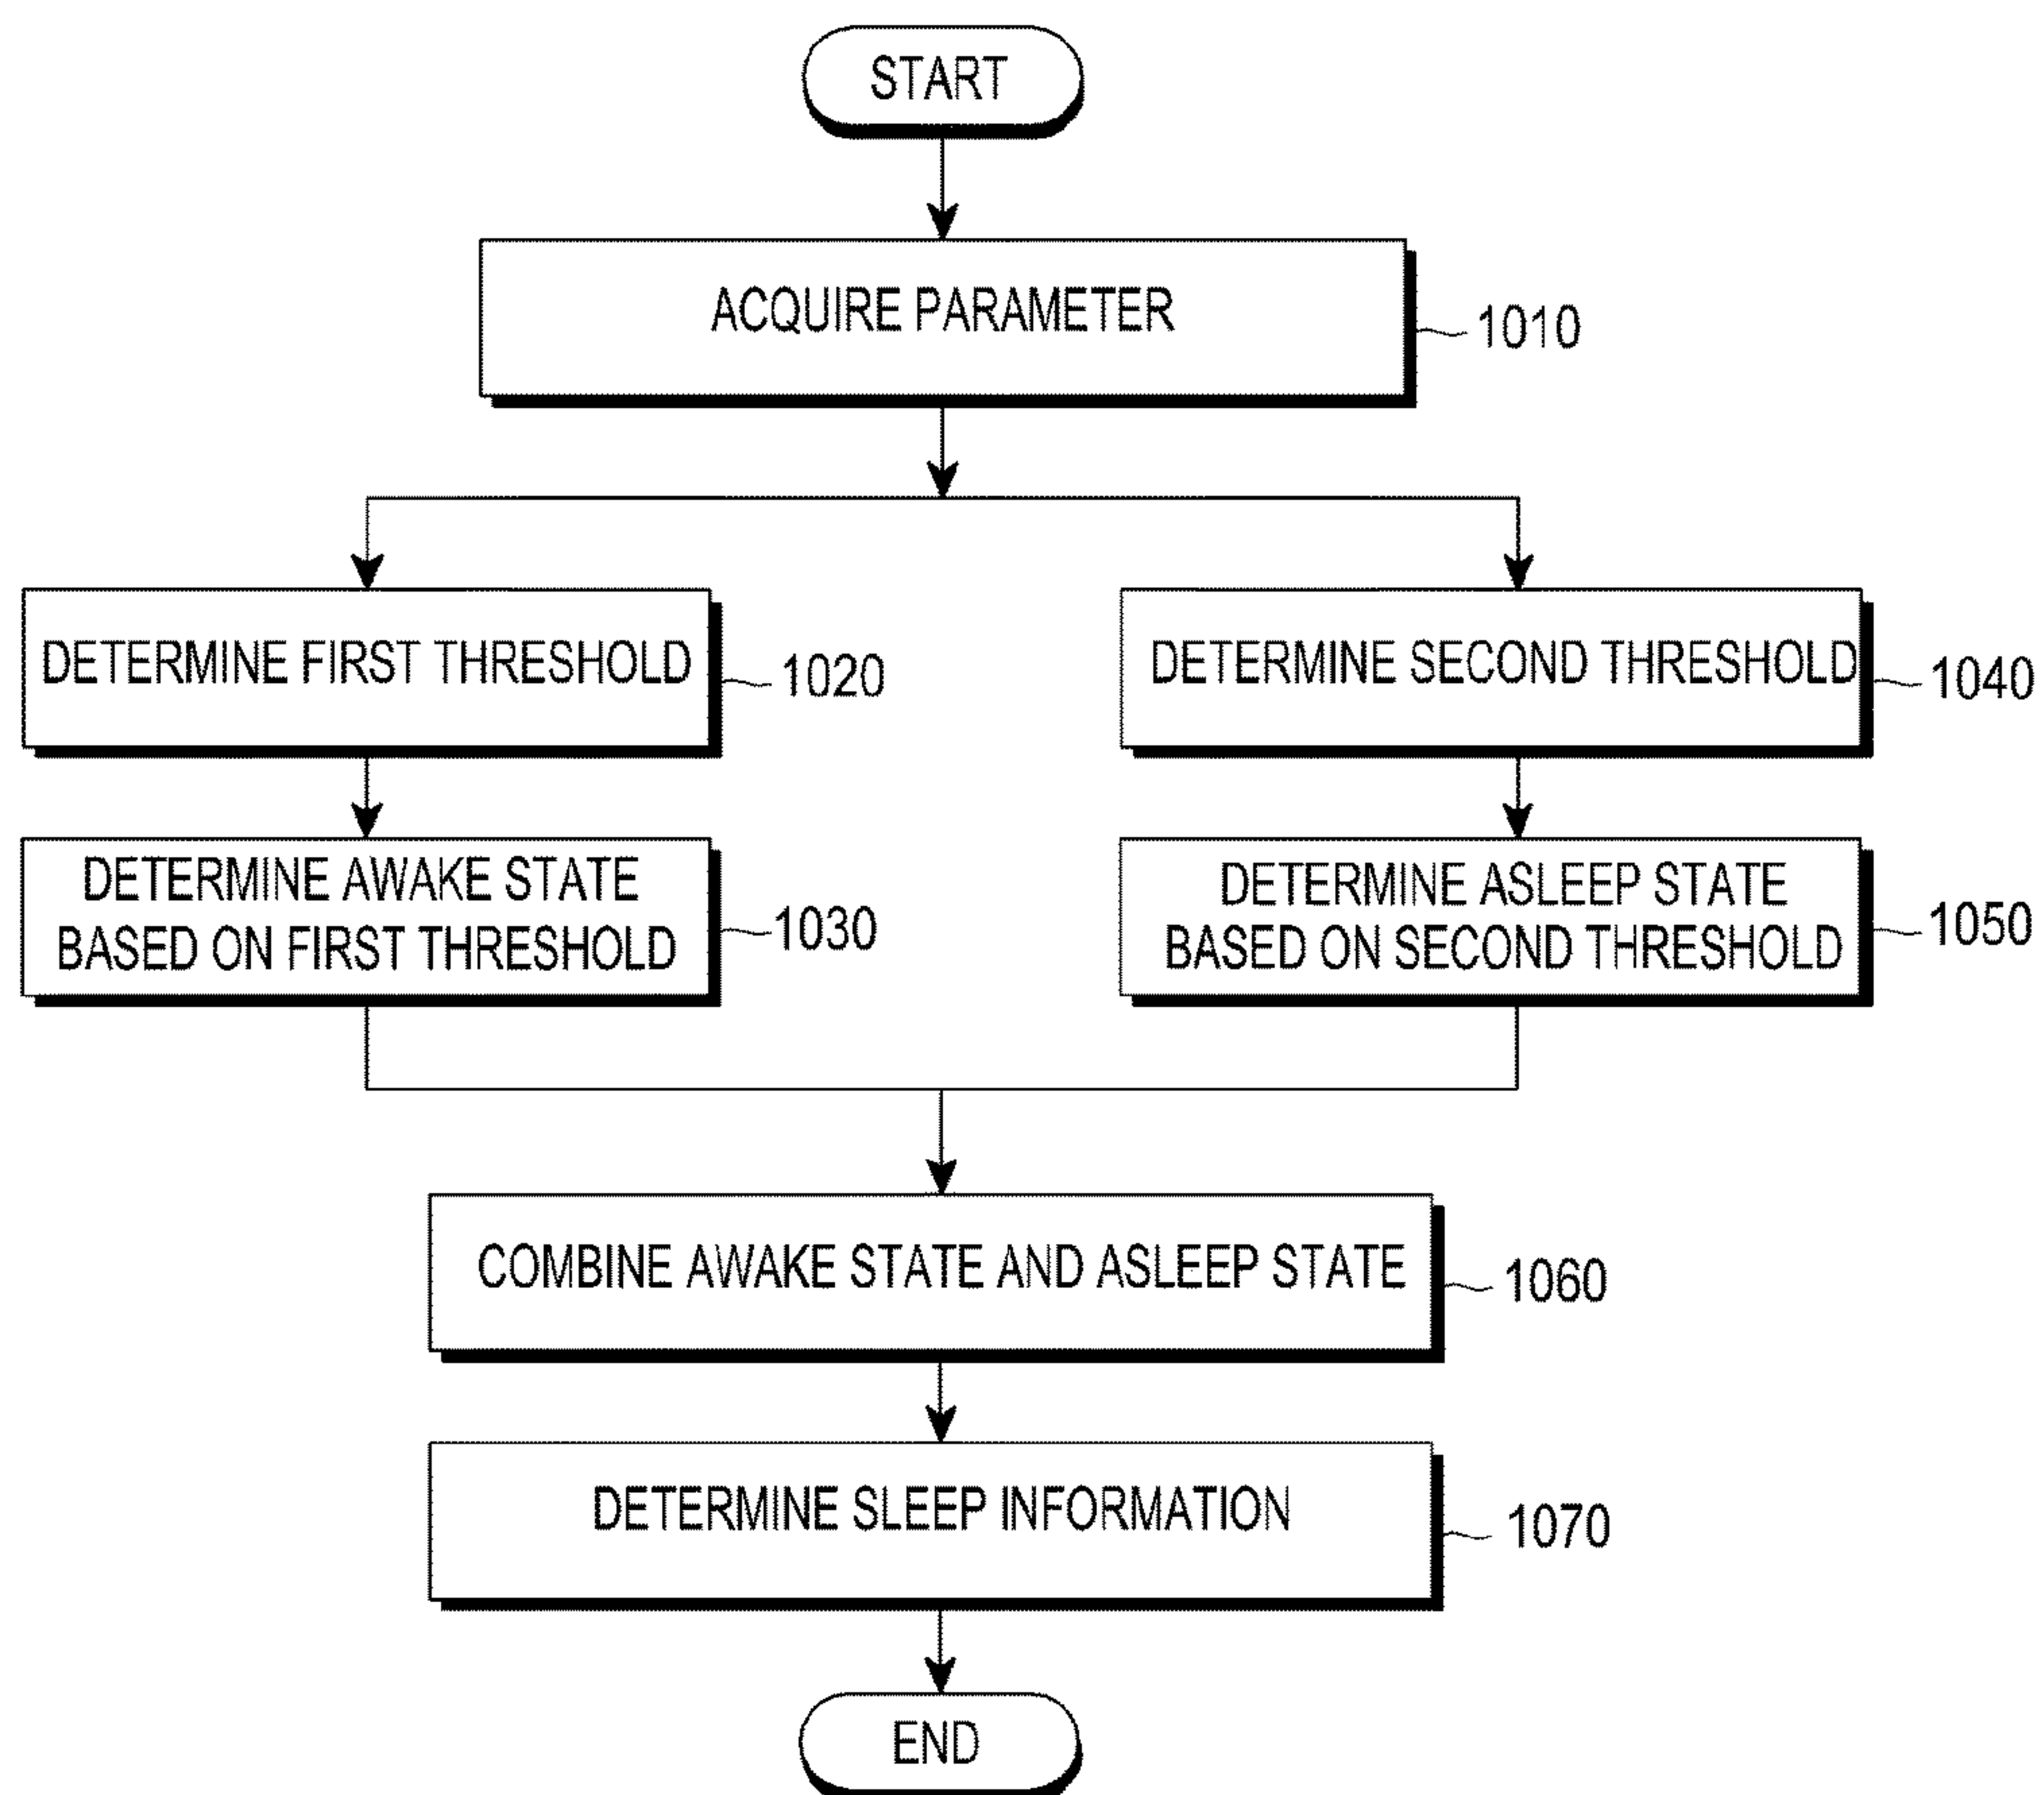 START
ACQUIRE PARAMETER
1010
DETERMINE FIRST THRESHOLD
1020
DETERMINE SECOND THRESHOLD
1040
DETERMINE AWAKE STATE
BASED ON FIRST THRESHOLD
1030
DETERMINE ASLEEP STATE
BASED ON SECOND THRESHOLD
1050
COMBINE AWAKE STATE AND ASLEEP STATE
1060
DETERMINE SLEEP INFORMATION
1070
END